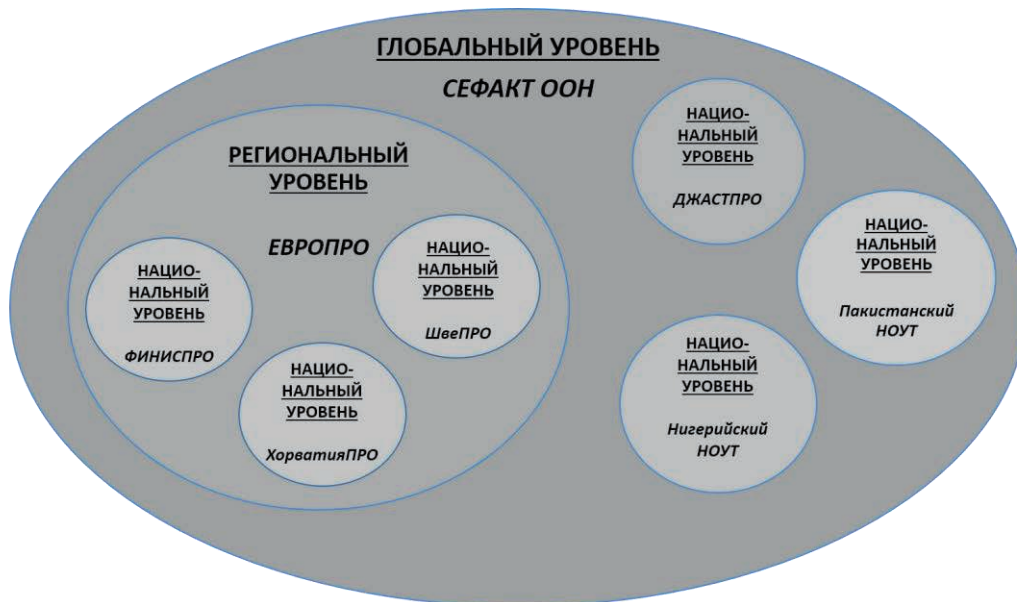 ГЛОБАЛЬНЫЙ УРОВЕНЬ
СЕФАКТ ООН
РЕГИОНАЛЬНЫЙ
УРОВЕНЬ
ЕВРОПРО
НАЦИО-
НАЛЬНЫЙ
УРОВЕНЬ
ФИНИСПРО
НАЦИО-
НАЛЬНЫЙ
УРОВЕНЬ
ШвеПРО
НАЦИО-
НАЛЬНЫЙ
УРОВЕНЬ
ХорватияПРО
НАЦИО-
НАЛЬНЫЙ
УРОВЕНЬ
ДЖАСТПРО
НАЦИО-
НАЛЬНЫЙ
УРОВЕНЬ
Пакистанский
НОУТ
НАЦИО-
НАЛЬНЫЙ
УРОВЕНЬ
Нигерийский
НОУТ